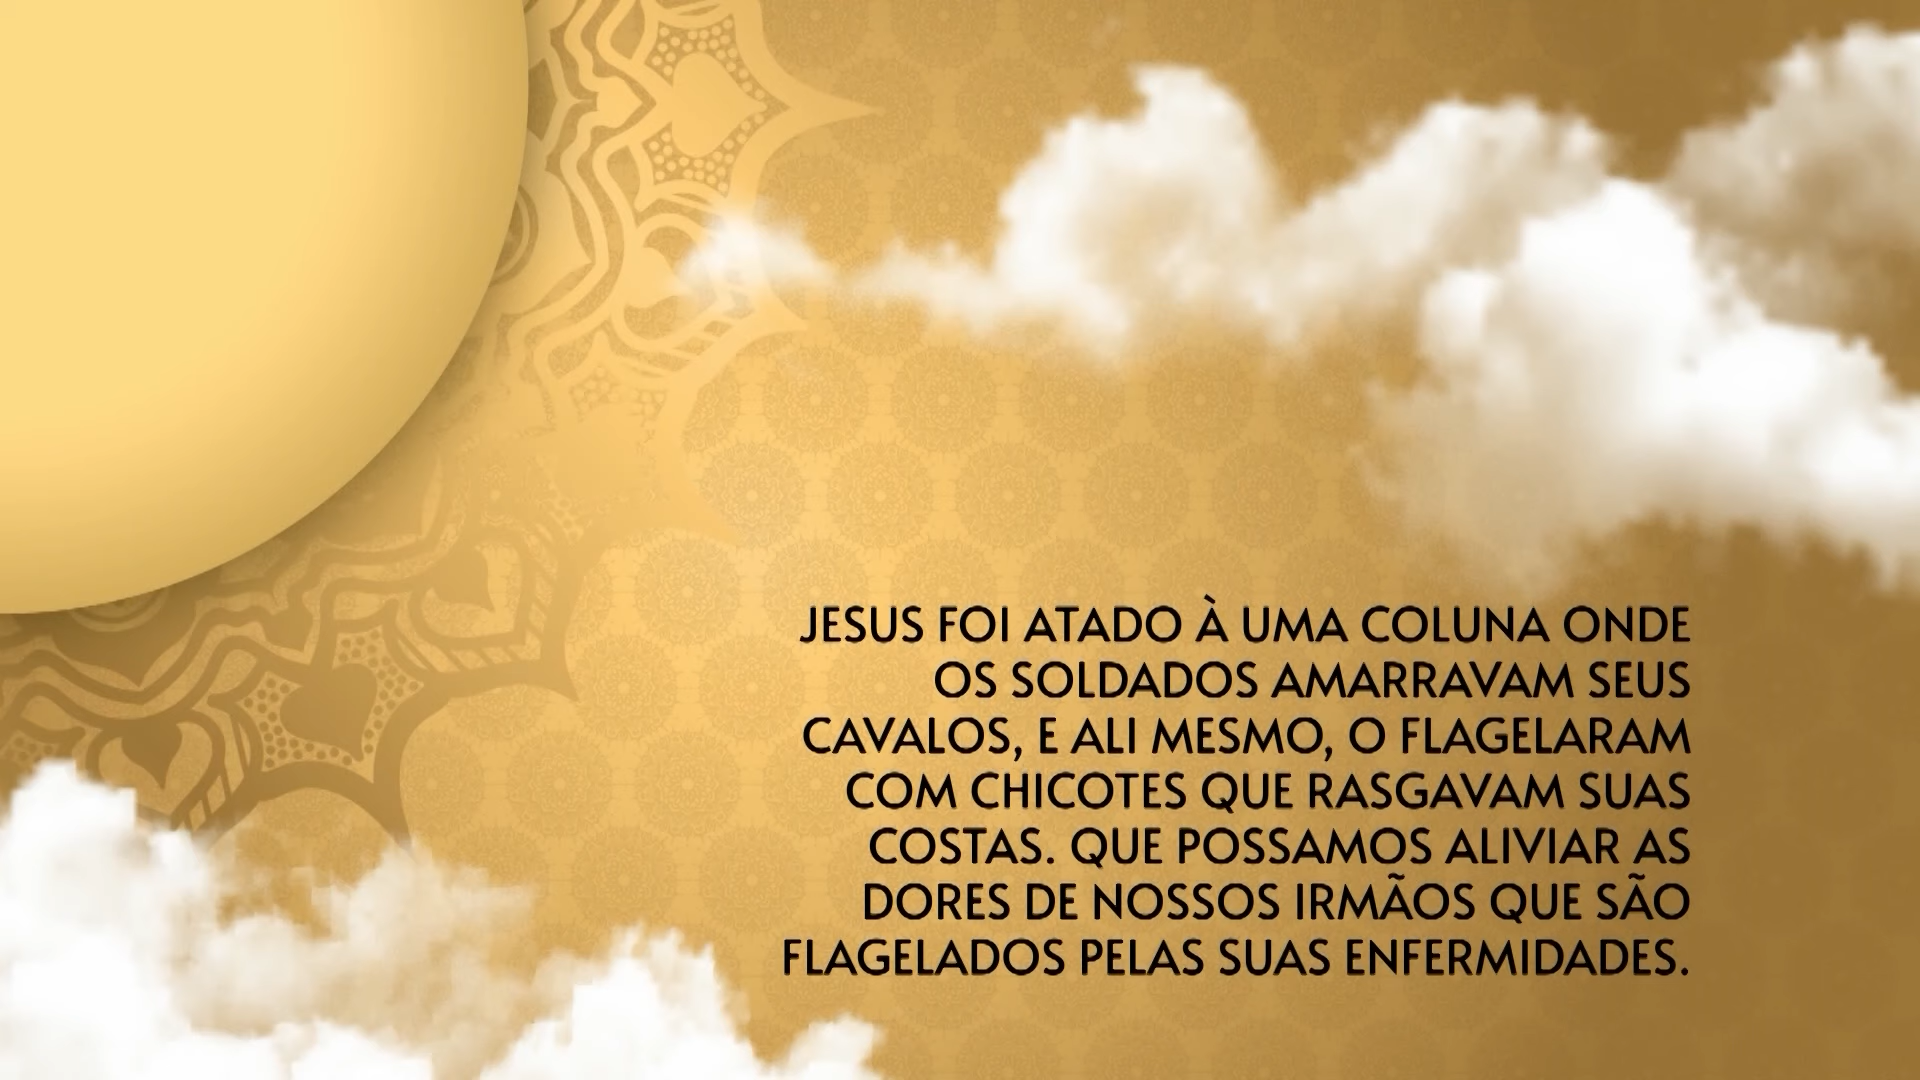 JESUS FOI ATADO À UMA COLUNA ONDE
OS SOLDADOS AMARRAVAM SEUS
CAVALOS, E ALI MESMO, O FLAGELARAM
COM CHICOTES QUE RASGAVAM SUAS
COSTAS. QUE POSSAMOS ALIVIAR AS
DORES DE NOSSOS IRMÃOS QUE SÃO
FLAGELADOS PELAS SUAS ENFERMIDADES.